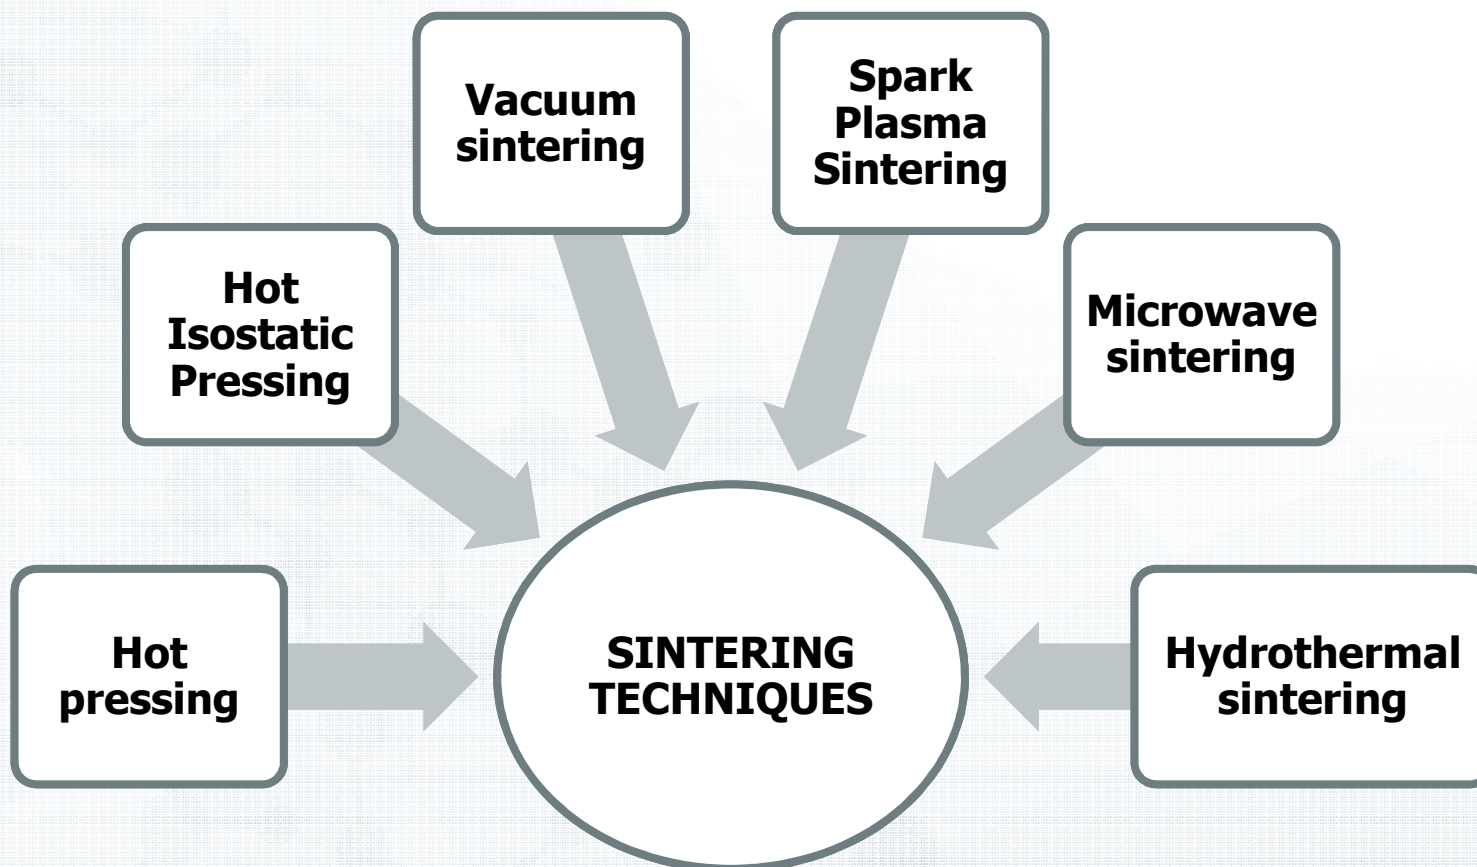 Vacuum
sintering
Spark
Plasma
Sintering
Hot
Isostatic
Pressing
Microwave
sintering
Hot
pressing
SINTERING
TECHNIQUES
Hydrothermal
sintering